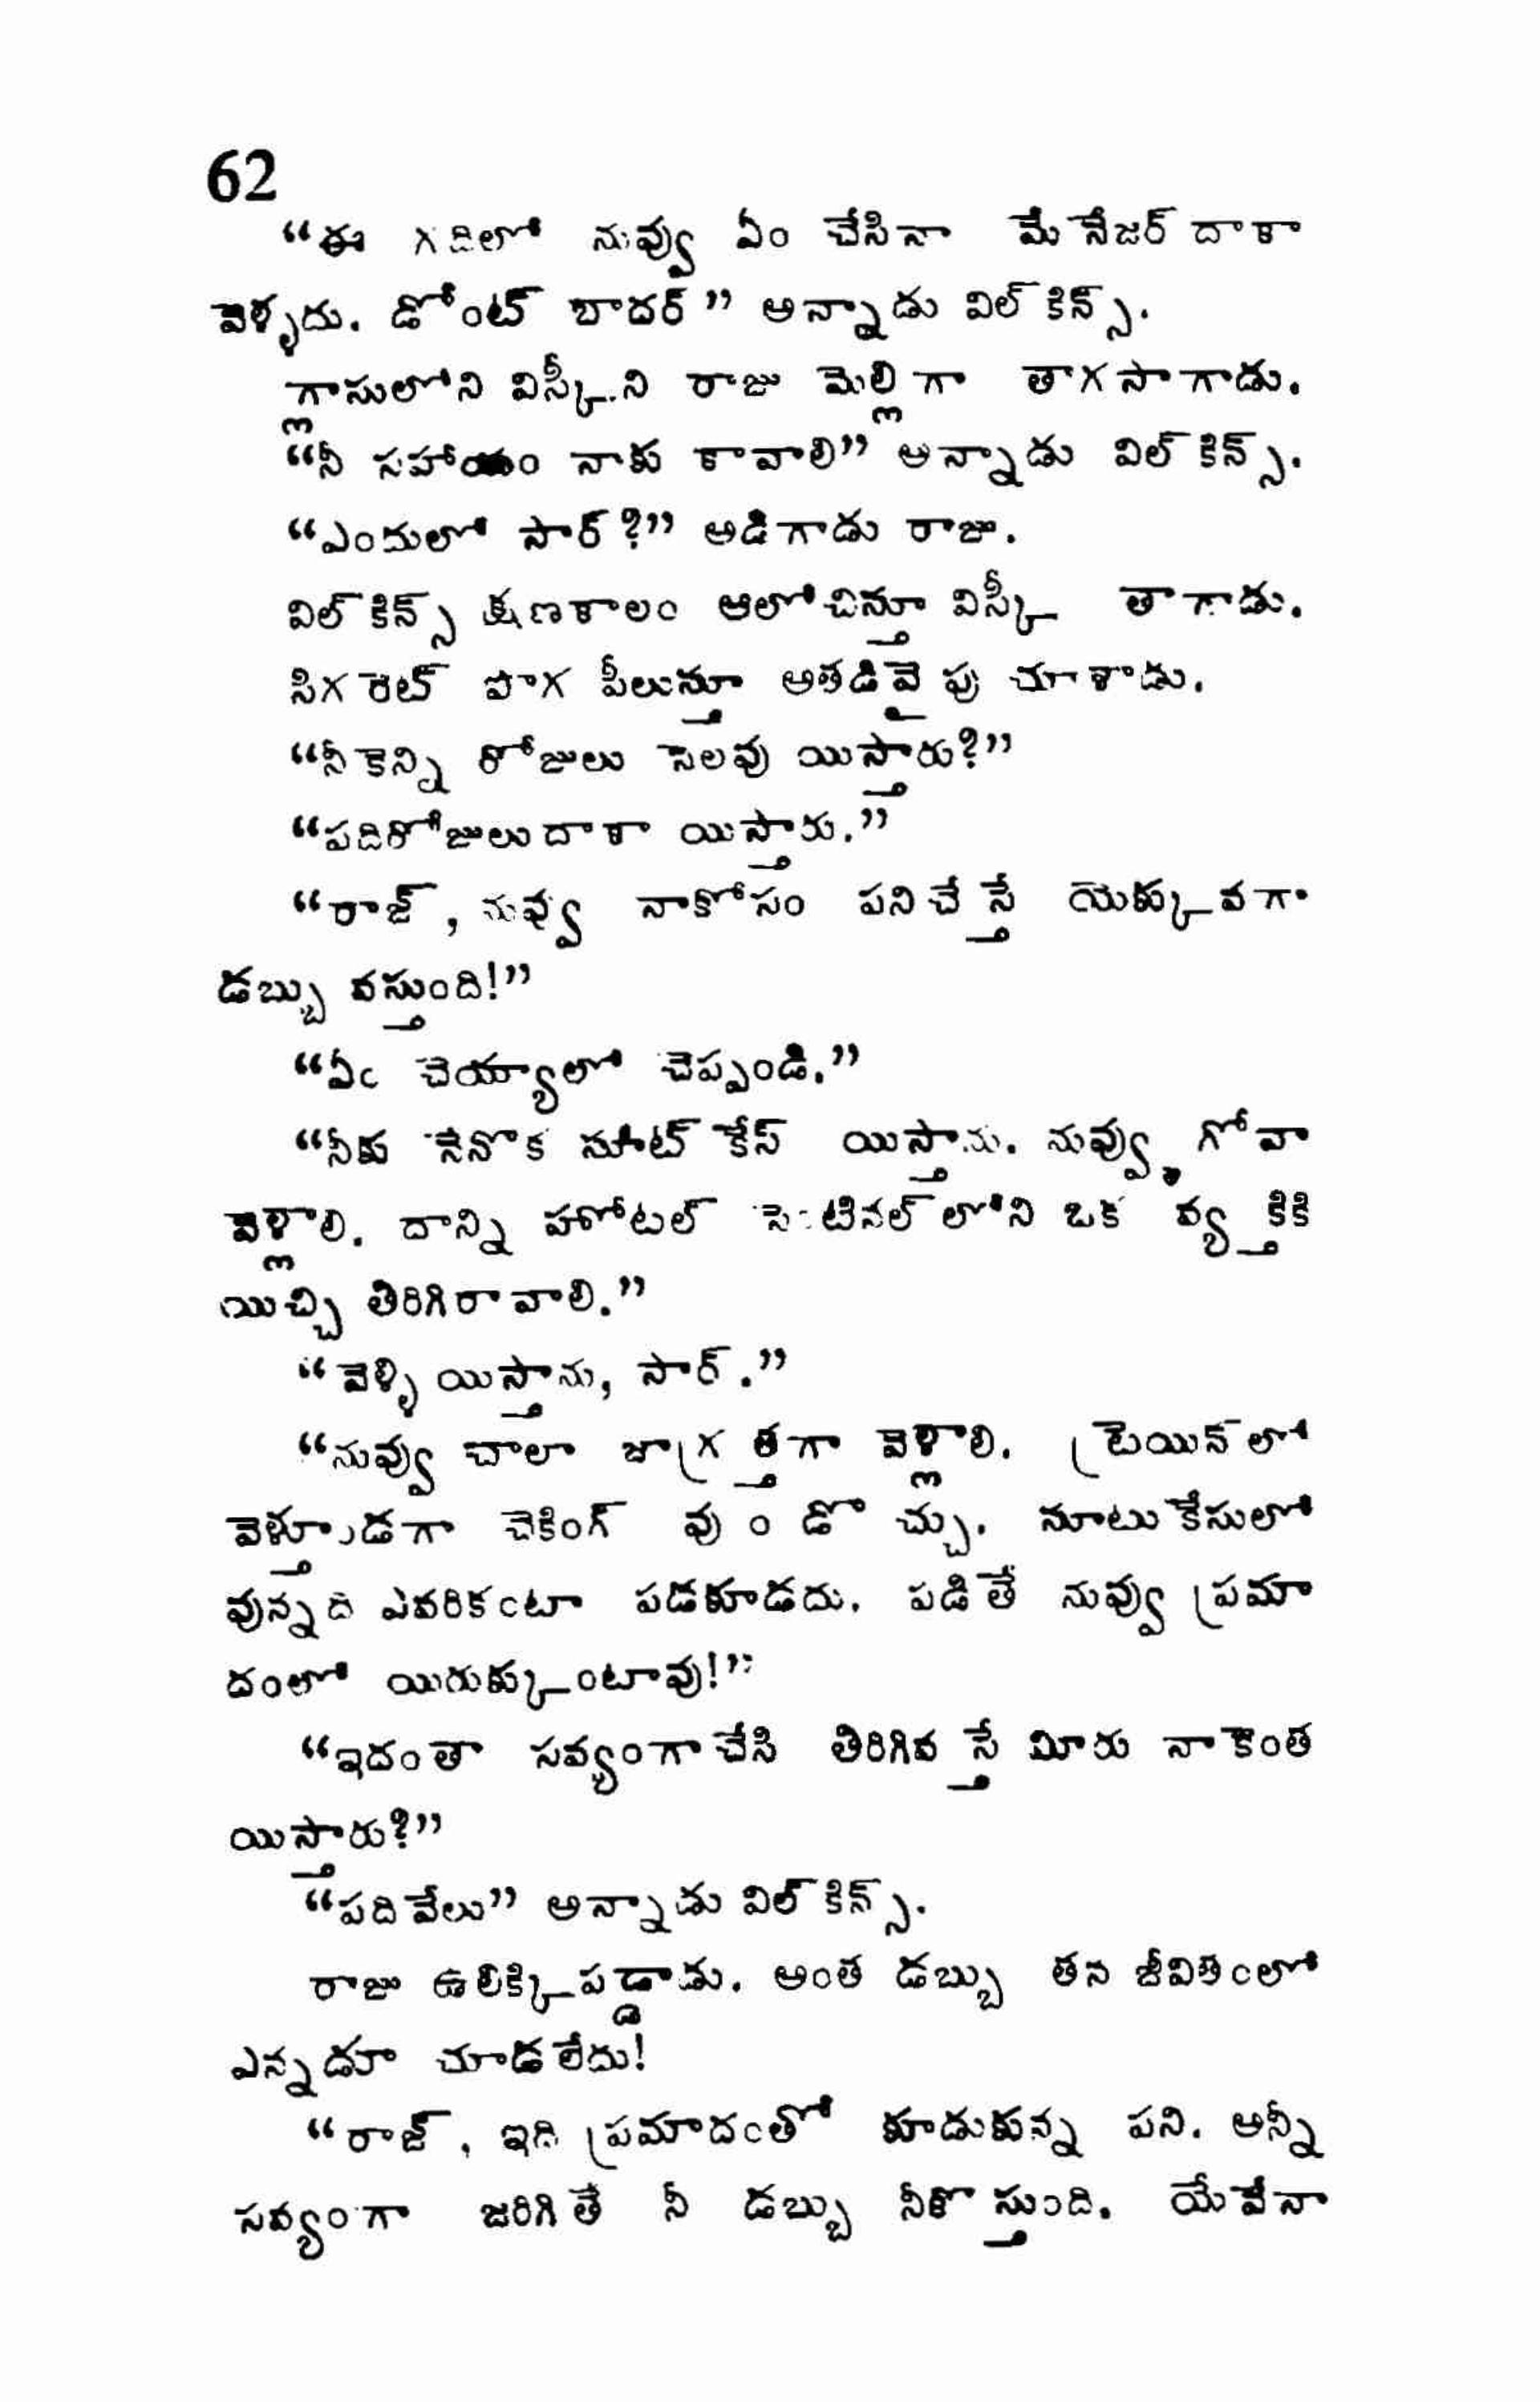 62
“ఈ గదిలో నువ్వు ఏం చేసినా మేనేజర్ దాకా
వెళ్ళదు. డోంట్ బాదర్” అన్నాడు విల్‌కిన్స్.
గ్లాసులోని విస్కీని రాజు మెల్లిగా తాగసాగాడు.
“నీ సహాయం నాకు కావాలి” అన్నాడు విల్‌కిన్స్.
“ఎందులో సార్?” అడిగాడు రాజు.
విల్‌కిన్స్ క్షణకాలం ఆలోచిస్తూ విస్కీ తాగాడు.
సిగరెట్ పొగ పీలుస్తూ అతడివైపు చూశాడు.
“నీకెన్ని రోజులు సెలవు యిస్తారు?”
“పదిరోజులుదాకా యిస్తారు.”
“రాజ్, నువ్వు నాకోసం పనిచేస్తే యెక్కువగా
డబ్బు వస్తుంది!”
“ఏం చెయ్యాలో చెప్పండి.”
“నీకు నేనొక సూట్‌కేస్ యిస్తాను. నువ్వు గోవా
వెళ్లాలి. దాన్ని హోటల్ సెంటినల్‌లోని ఒక వ్యక్తికి
యిచ్చి తిరిగిరావాలి.”
“వెళ్ళి యిస్తాను, సార్.”
“నువ్వు చాలా జాగ్రత్తగా వెళ్లాలి. ట్రెయిన్‌లో
వెళ్తూండగా చెకింగ్ వుండొచ్చు. సూటుకేసులో
వున్నది ఎవరికంటా పడకూడదు. పడితే నువ్వు ప్రమా
దంలో యిరుక్కుంటావు!”
“ఇదంతా సవ్యంగాచేసి తిరిగివస్తే మీరు నాకెంత
యిస్తారు?”
“పదివేలు” అన్నాడు విల్‌కిన్స్.
రాజు ఉలిక్కిపడ్డాడు. అంత డబ్బు తన జీవితంలో
ఎన్నడూ చూడలేదు!
“రాజ్, ఇది ప్రమాదంతో కూడుకున్న పని. అన్నీ
సవ్యంగా జరిగితే నీ డబ్బు నీకొస్తుంది. యేవేనా